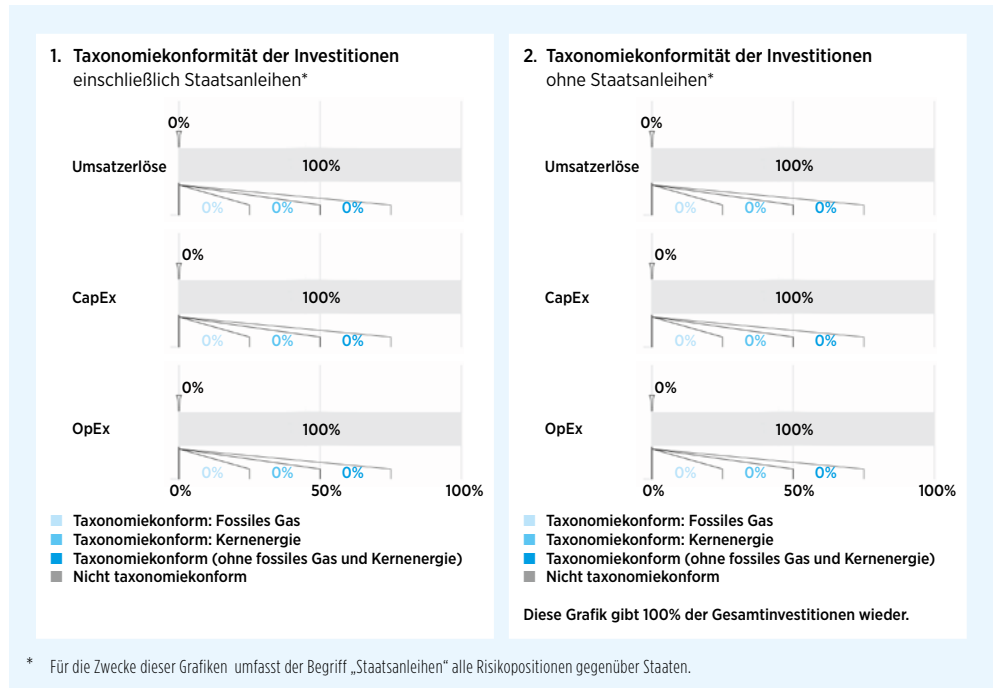 1. Taxonomiekonformität der Investitionen
einschließlich Staatsanleihen*
0%
Umsatzerlöse 100%
0% 0% 0%
0%
CapEx 100%
0% 0% 0%
0%
OpEx 100%
0% 0% 0%
0% 50% 100%
Taxonomiekonform: Fossiles Gas
Taxonomiekonform: Kernenergie
Taxonomiekonform (ohne fossiles Gas und Kernenergie)
Nicht taxonomiekonform
2. Taxonomiekonformität der Investitionen
ohne Staatsanleihen*
0%
Umsatzerlöse 100%
0% 0% 0%
0%
CapEx 100%
0% 0% 0%
0%
OpEx 100%
0% 0% 0%
0% 50% 100%
Taxonomiekonform: Fossiles Gas
Taxonomiekonform: Kernenergie
Taxonomiekonform (ohne fossiles Gas und Kernenergie)
Nicht taxonomiekonform
Diese Grafik gibt 100% der Gesamtinvestitionen wieder.
* Für die Zwecke dieser Grafiken umfasst der Begriff „Staatsanleihen“ alle Risikopositionen gegenüber Staaten.